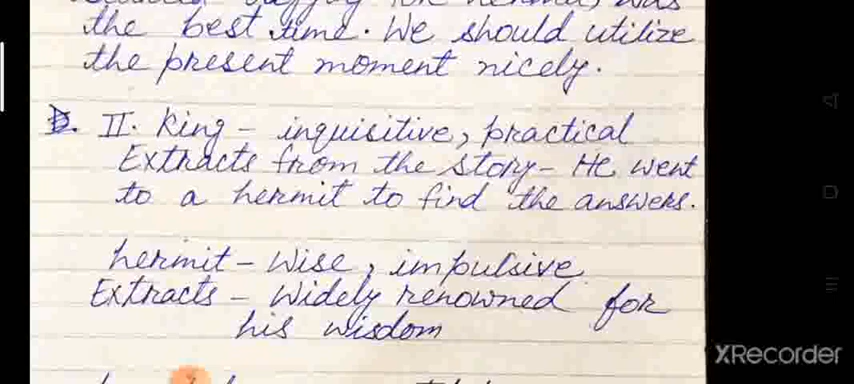 the best time. We should utilize
the present moment nicely.
D. II. King - inquisitive, practical
Extracts from the story - He went
to a hermit to find the answers.
hermit - Wise, impulsive
Extracts - Widely renowned for
his wisdom
XRecorder